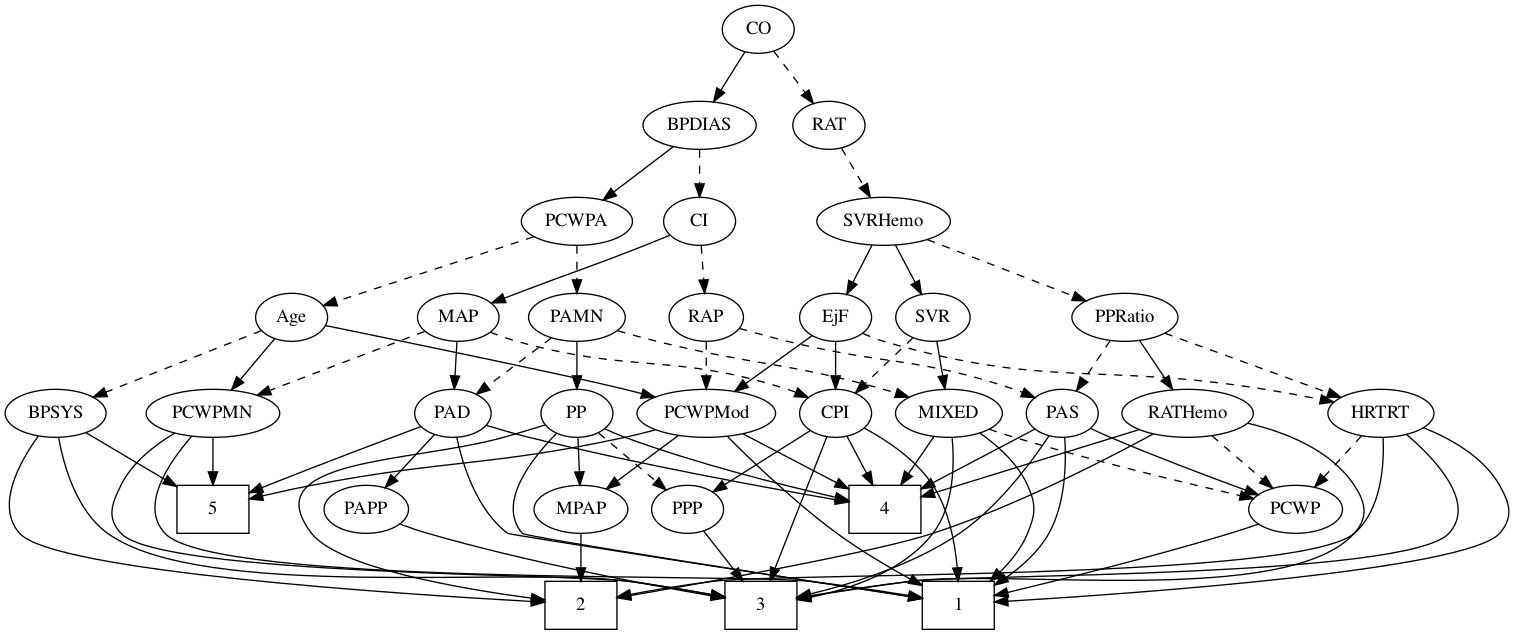 CO
BPDIAS RAT
PCWPA CI SVRHemo
Age MAP PAMN RAP EjF SVR PPRatio
BPSYS PCWPMN PAD PP PCWPMod CPI MIXED PAS RATHemo HRTRT
5 PAPP MPAP PPP 4 PCWP
2 3 1